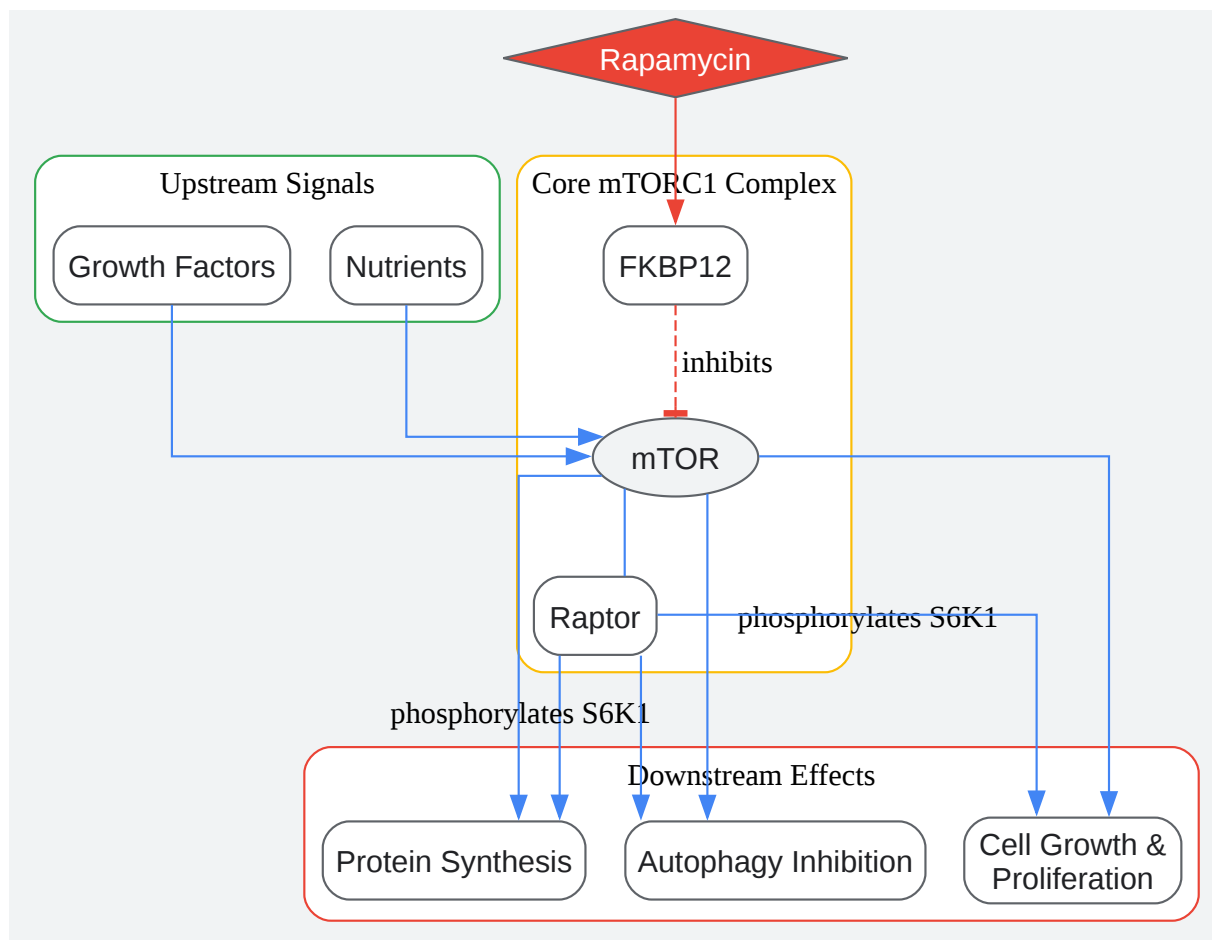 Rapamycin
Upstream Signals
Core mTORC1 Complex
Growth Factors
Nutrients
FKBP12
inhibits
mTOR
Raptor
phosphorylates S6K1
phosphorylates S6K1
Downstream Effects
Protein Synthesis
Autophagy Inhibition
Cell Growth &
Proliferation